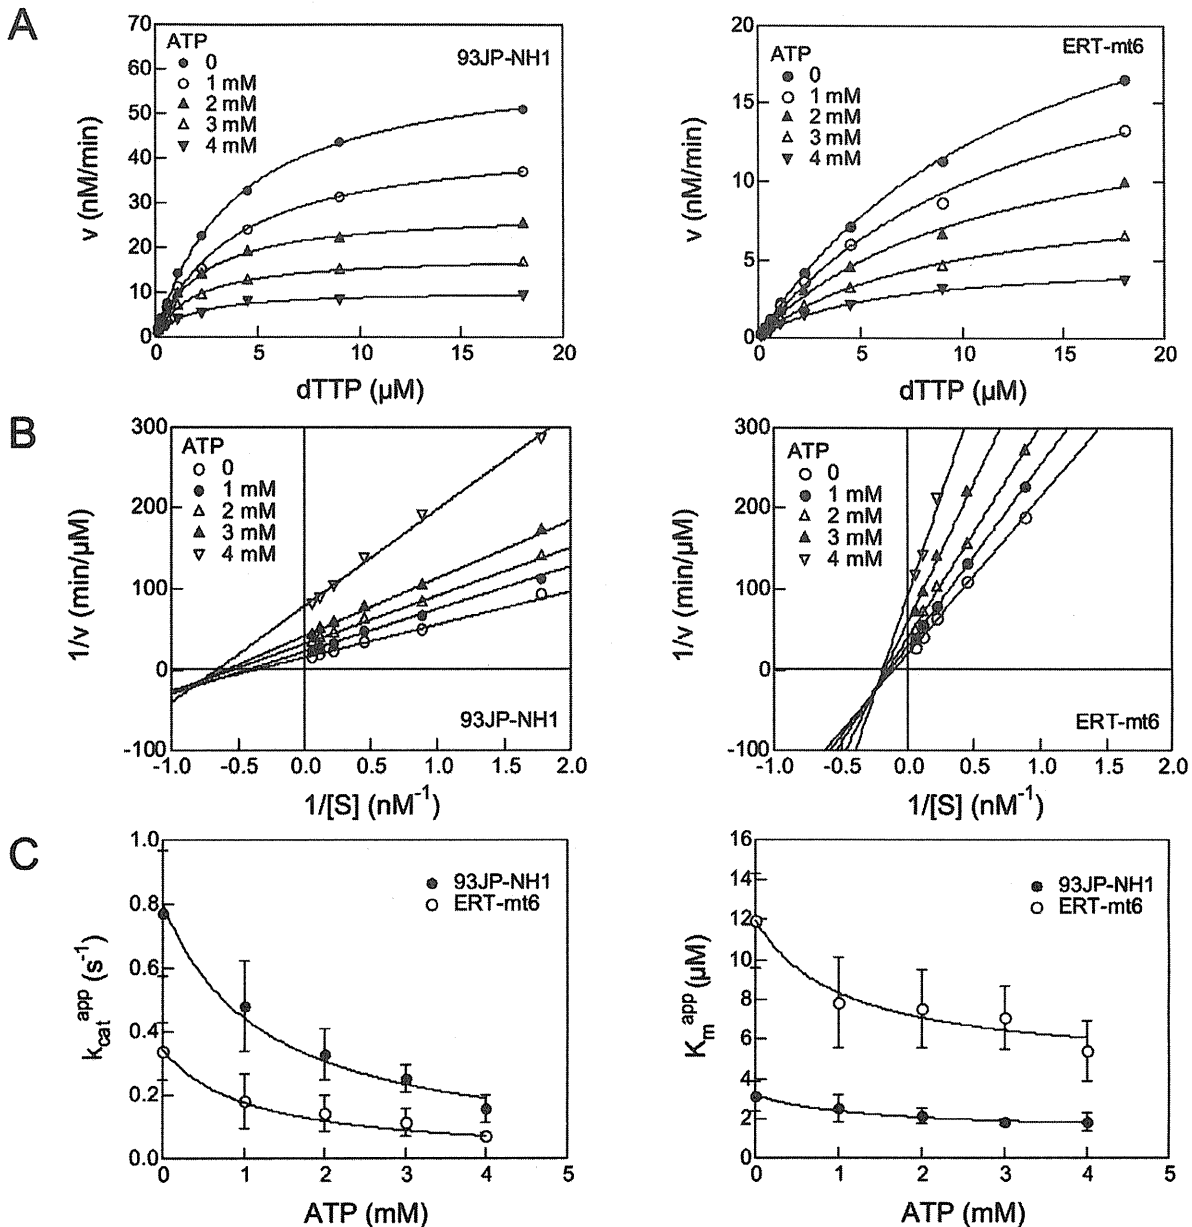 A
70
60
50
40
30
20
10
0
v (nM/min)
ATP
0
1 mM
2 mM
3 mM
4 mM
93JP-NH1
0
5
10
15
20
dTTP (µM)
20
15
10
5
0
v (nM/min)
ATP
0
1 mM
2 mM
3 mM
4 mM
ERT-mt6
0
5
10
15
20
dTTP (µM)
B
300
200
100
0
-100
1/v (min/µM)
ATP
0
1 mM
2 mM
3 mM
4 mM
93JP-NH1
-1.0
-0.5
0.0
0.5
1.0
1.5
2.0
1/[S] (nM⁻¹)
300
200
100
0
-100
1/v (min/µM)
ATP
0
1 mM
2 mM
3 mM
4 mM
ERT-mt6
-1.0
-0.5
0.0
0.5
1.0
1.5
2.0
1/[S] (nM⁻¹)
C
1.0
0.8
0.6
0.4
0.2
0.0
k cat app (s⁻¹)
93JP-NH1
ERT-mt6
0
1
2
3
4
5
ATP (mM)
16
14
12
10
8
6
4
2
0
K m app (µM)
93JP-NH1
ERT-mt6
0
1
2
3
4
5
ATP (mM)